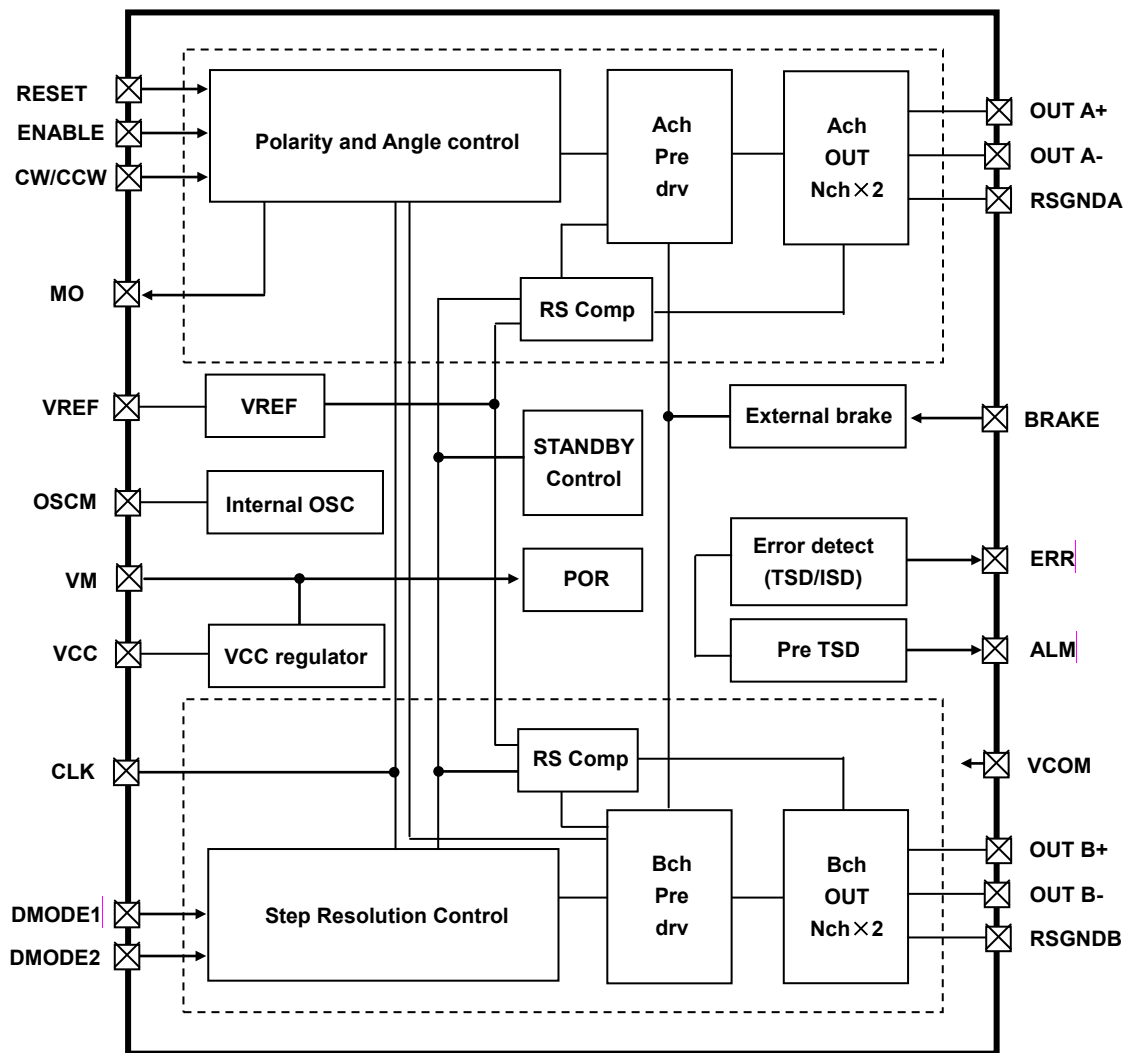 RESET
ENABLE
CW/CCW
Polarity and Angle control
Ach
Pre
drv
Ach
OUT
Nch×2
OUT A+
OUT A-
RSGNDA
MO
RS Comp
VREF
VREF
External brake
BRAKE
STANDBY
Control
OSCM
Internal OSC
Error detect
(TSD/ISD)
ERR
VM
POR
VCC
VCC regulator
Pre TSD
ALM
CLK
RS Comp
VCOM
DMODE1
DMODE2
Step Resolution Control
Bch
Pre
drv
Bch
OUT
Nch×2
OUT B+
OUT B-
RSGNDB